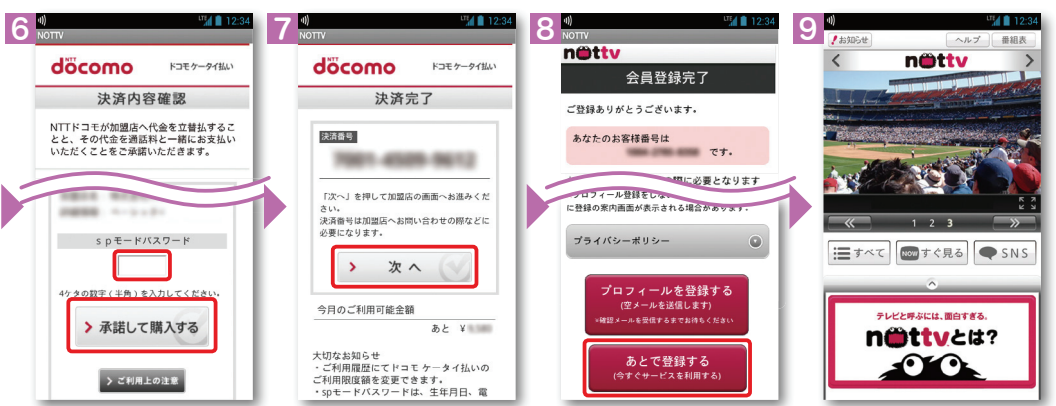 6
LTE 12:34
NOTTV
NTT
döcomo ドコモケータイ払い
決済内容確認
NTTドコモが加盟店へ代金を立替払するこ
とと、その代金を通話料と一緒にお支払い
いただくことをご承諾いただきます。
spモードパスワード
4ケタの数字(半角)を入力してください。
承諾して購入する
ご利用上の注意
7
LTE 12:34
NOTTV
NTT
döcomo ドコモケータイ払い
決済完了
決済番号
「次へ」を押して加盟店の画面へお進みくだ
さい。
決済番号は加盟店へお問い合わせの際などに
必要になります。
次へ
今月のご利用可能金額
あと ¥
大切なお知らせ
・ご利用履歴にてドコモ ケータイ払いの
ご利用限度額を変更できます。
・spモードパスワードは、生年月日、電
8
LTE 12:34
NOTTV
nottv
会員登録完了
ご登録ありがとうございます。
あなたのお客様番号は
です。
際に必要となります
プロフィール登録をしな
に登録の案内画面が表示される場合があります。
プライバシーポリシー
プロフィールを登録する
(空メールを送信します)
*確認メールを受信するまでお待ちください
あとで登録する
(今すぐサービスを利用する)
9
LTE 12:34
お知らせ ヘルプ 番組表
nottv
1 2 3
すべて NOW すぐ見る SNS
テレビと呼ぶには、面白すぎる。
nottvとは?